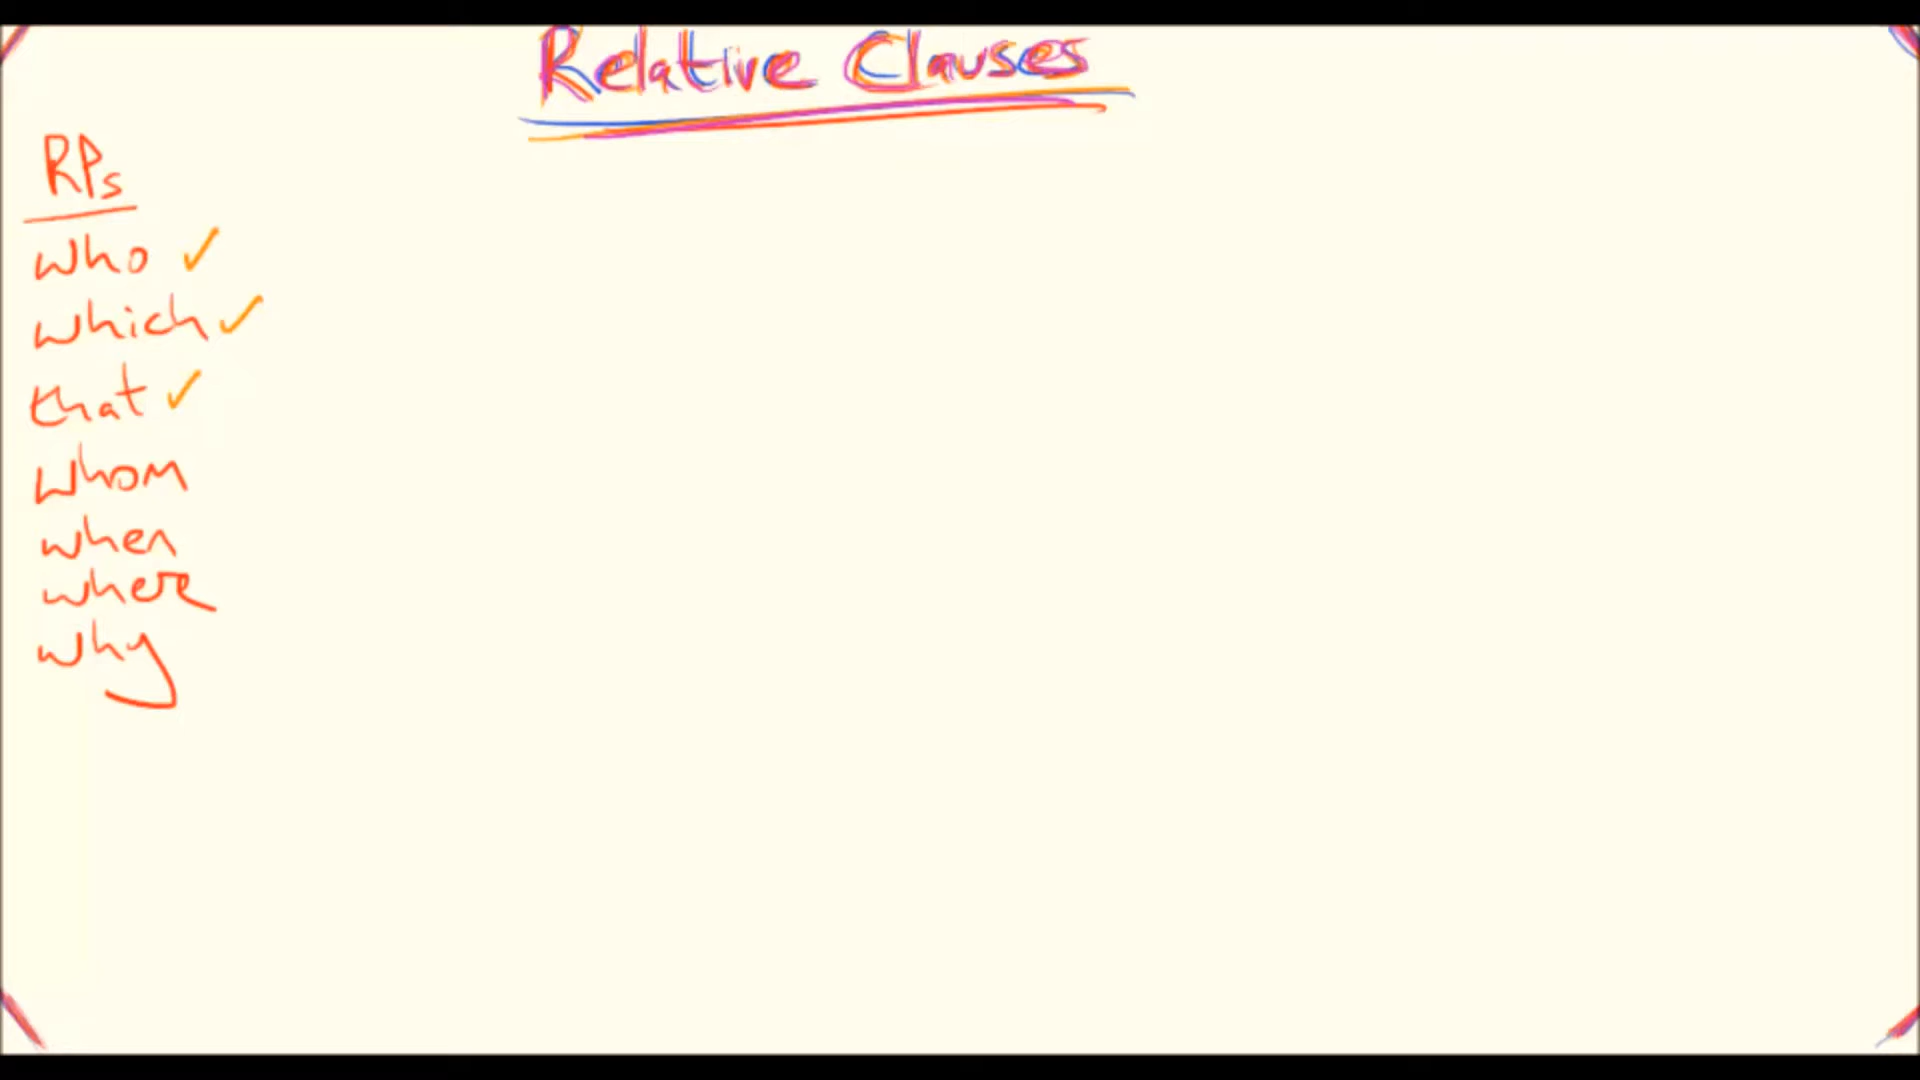 Relative Clauses
RPs
who ✓
which ✓
that ✓
whom
when
where
why